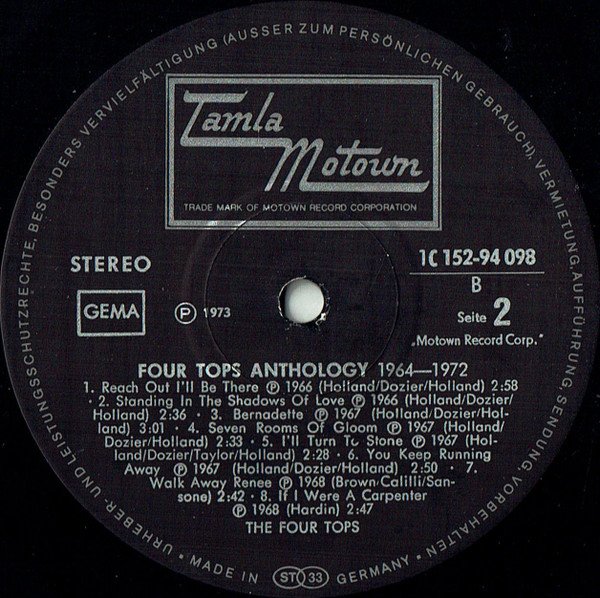 URHEBER- UND LEISTUNGSSCHUTZRECHTE, BESONDERS VERVIELFÄLTIGUNG (AUSSER ZUM PERSÖNLICHEN GEBRAUCH), VERMIETUNG, AUFFÜHRUNG, SENDUNG, VORBEHALTEN • MADE IN ST 33 GERMANY •
Tamla
Motown
TRADE MARK OF MOTOWN RECORD CORPORATION
STEREO
1C 152-94 098
GEMA
℗ 1973
B
Seite 2
„Motown Record Corp."
FOUR TOPS ANTHOLOGY 1964—1972
1. Reach Out I'll Be There ℗ 1966 (Holland/Dozier/Holland) 2:58
· 2. Standing In The Shadows Of Love ℗ 1966 (Holland/Dozier/
Holland) 2:36 · 3. Bernadette ℗ 1967 (Holland/Dozier/Hol-
land) 3:01 · 4. Seven Rooms Of Gloom ℗ 1967 (Holland/
Dozier/Holland) 2:33 · 5. I'll Turn To Stone ℗ 1967 (Hol-
land/Dozier/Taylor/Holland) 2:28 · 6. You Keep Running
Away ℗ 1967 (Holland/Dozier/Holland) 2:50 · 7.
Walk Away Renee ℗ 1968 (Brown/Calilli/San-
sone) 2:42 · 8. If I Were A Carpenter
℗ 1968 (Hardin) 2:47
THE FOUR TOPS